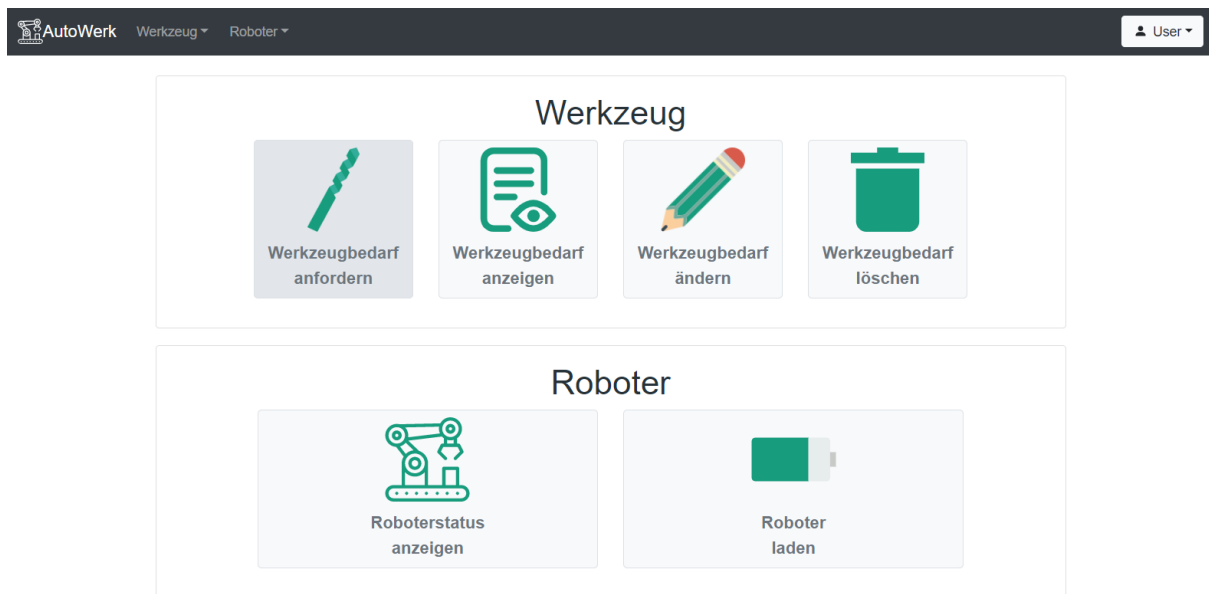 AutoWerk Werkzeug Roboter User
Werkzeug
Werkzeugbedarf
anfordern
Werkzeugbedarf
anzeigen
Werkzeugbedarf
ändern
Werkzeugbedarf
löschen
Roboter
Roboterstatus
anzeigen
Roboter
laden